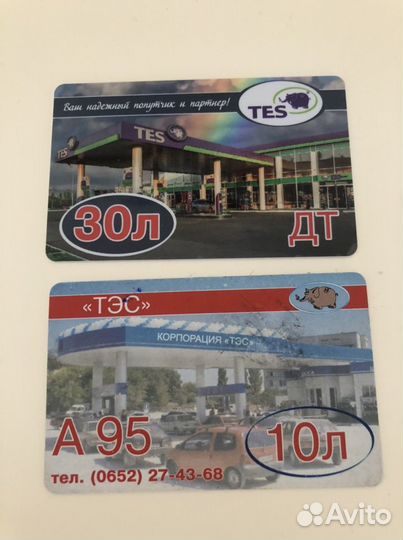 Ваш надежный попутчик и партнер!
TES
TES
30л
ДТ
«ТЭС»
КОРПОРАЦИЯ «ТЭС»
А 95
10л
тел. (0652) 27-43-68
Avito